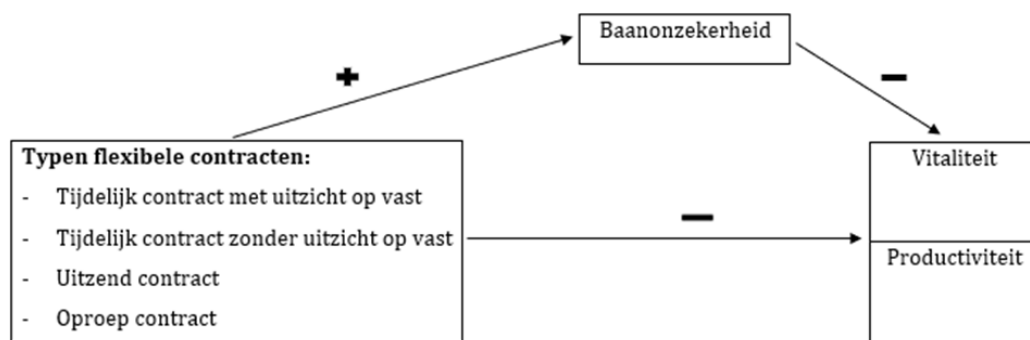 Baanonzekerheid
+
-
Typen flexibele contracten:
- Tijdelijk contract met uitzicht op vast
- Tijdelijk contract zonder uitzicht op vast
- Uitzend contract
- Oproep contract
-
Vitaliteit
Productiviteit